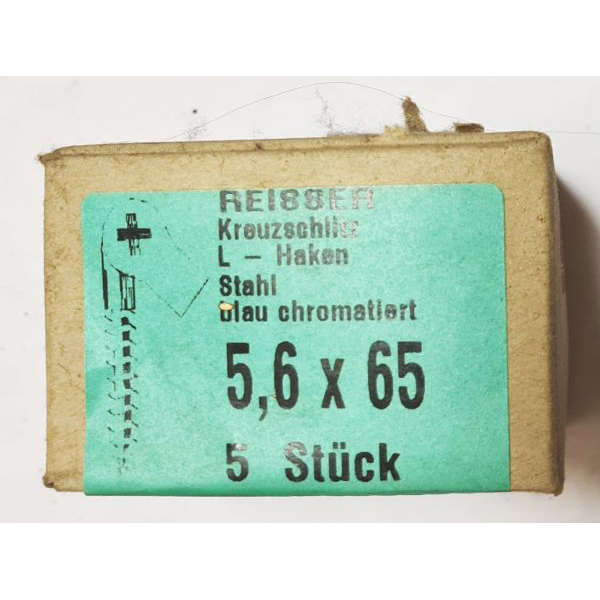 REISSER
Kreuzschlitz
L – Haken
Stahl
blau chromatiert
5,6 x 65
5 Stück